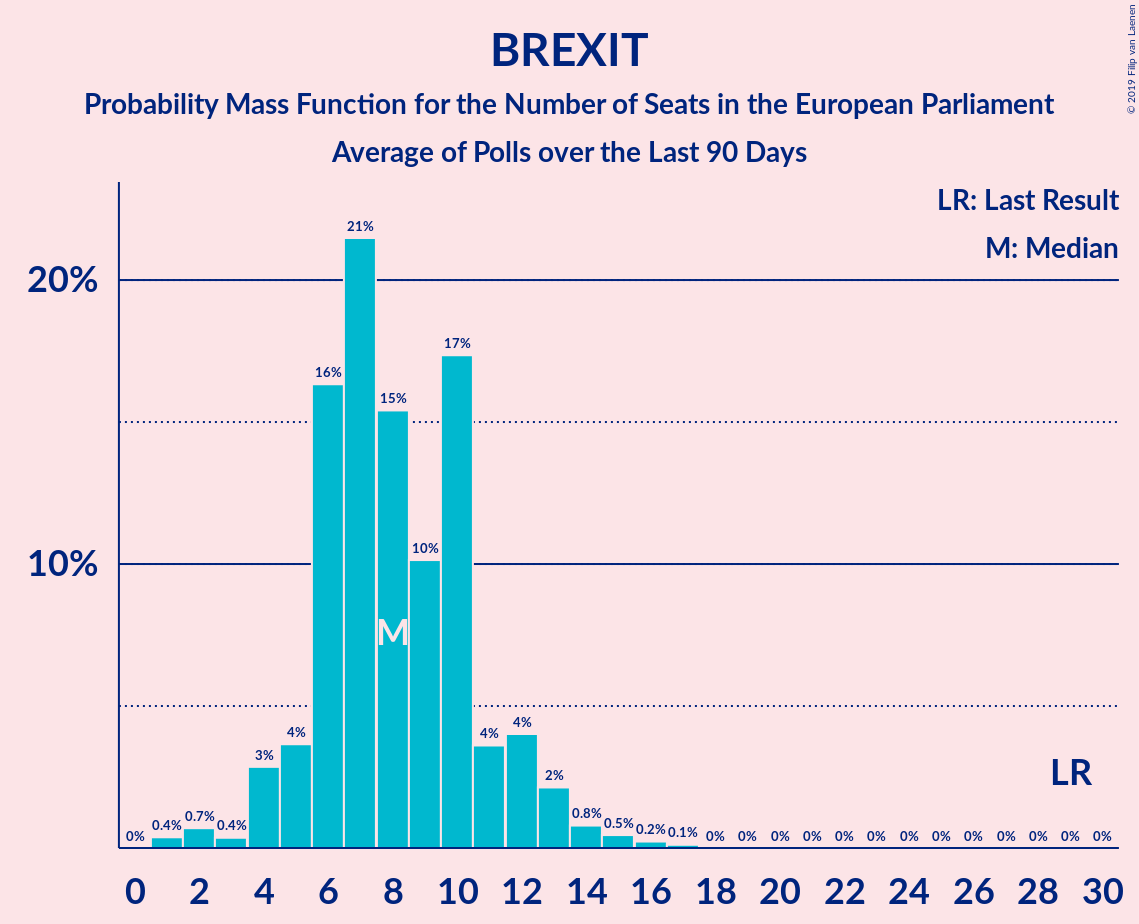 BREXIT
Probability Mass Function for the Number of Seats in the European Parliament
Average of Polls over the Last 90 Days
© 2019 Filip van Laenen
LR: Last Result
M: Median
20%
10%
0% 0.4% 0.7% 0.4% 3% 4% 16% 21% 15% 10% 17% 4% 4% 2% 0.8% 0.5% 0.2% 0.1% 0% 0% 0% 0% 0% 0% 0% 0% 0% 0% 0% 0% 0%
M
LR
0 2 4 6 8 10 12 14 16 18 20 22 24 26 28 30